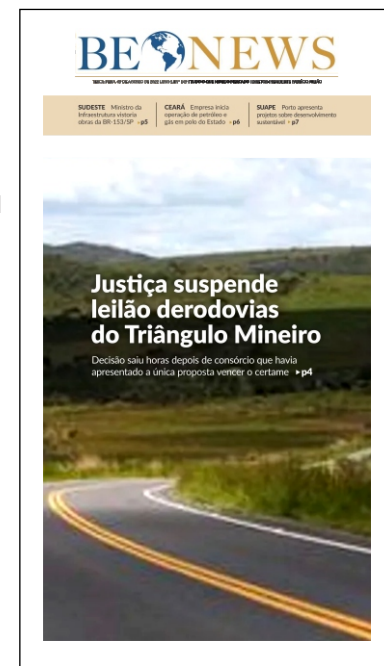 BE NEWS
SUDESTE Ministro da
Infraestrutura vistoria
obras da BR-153/SP ▸p5
CEARÁ Empresa inicia
operação de petróleo e
gás em polo do Estado ▸p6
SUAPE Porto apresenta
projetos sobre desenvolvimento
sustentável ▸p7
Justiça suspende
leilão derodovias
do Triângulo Mineiro
Decisão saiu horas depois de consórcio que havia
apresentado a única proposta vencer o certame ▸p4